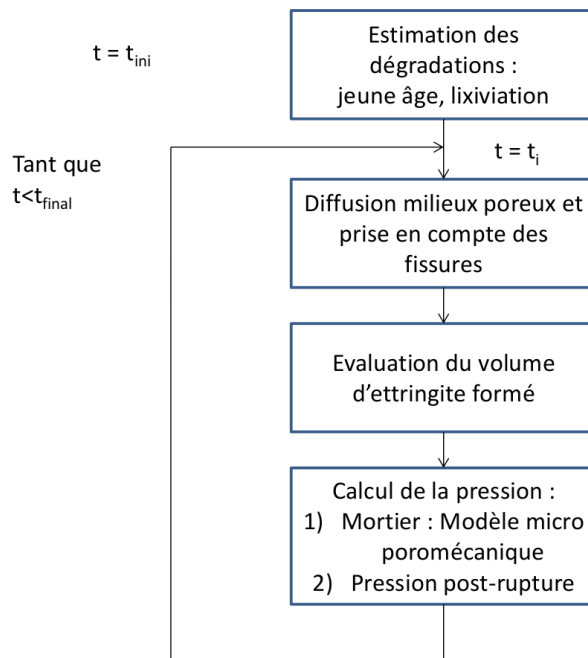 t = tini
Estimation des
dégradations :
jeune âge, lixiviation
t = ti
Tant que
t<tfinal
Diffusion milieux poreux et
prise en compte des
fissures
Evaluation du volume
d'ettringite formé
Calcul de la pression :
1) Mortier : Modèle micro
poromécanique
2) Pression post-rupture